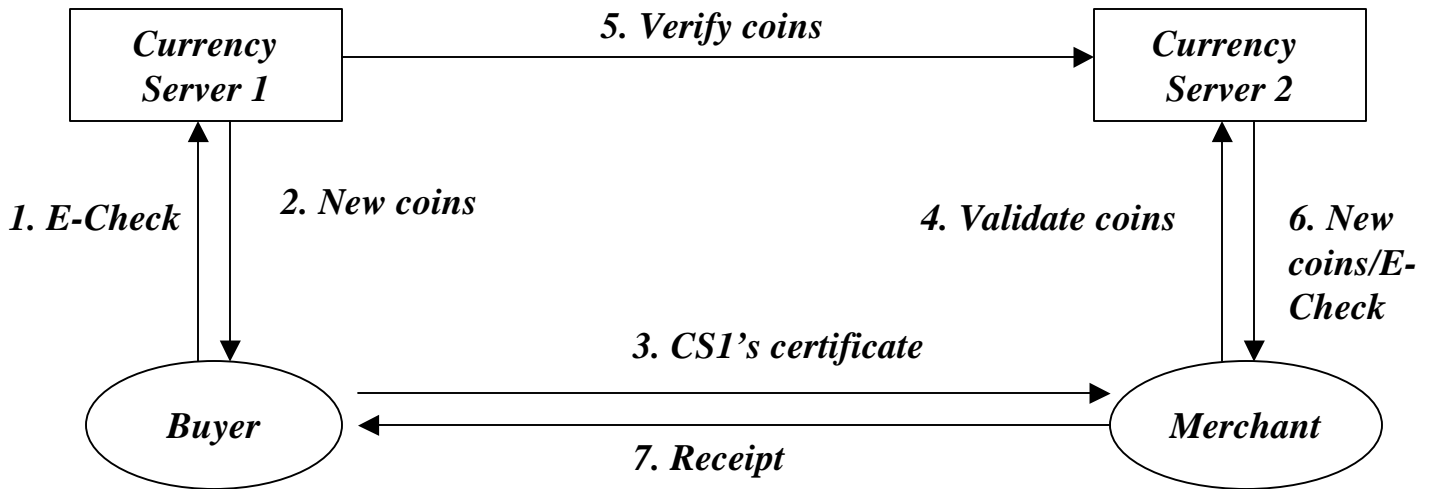 Currency
Server 1
5. Verify coins
Currency
Server 2
1. E-Check
2. New coins
4. Validate coins
6. New
coins/E-
Check
3. CS1’s certificate
Buyer
Merchant
7. Receipt